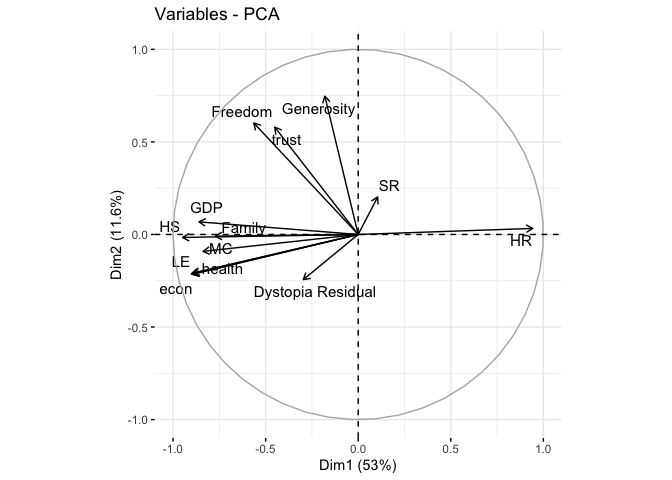 Variables - PCA
1.0
Freedom
Generosity
trust
0.5
SR
GDP
HS
Family
0.0
HR
MC
LE
health
econ
Dystopia Residual
-0.5
-1.0
Dim2 (11.6%)
-1.0
-0.5
0.0
0.5
1.0
Dim1 (53%)